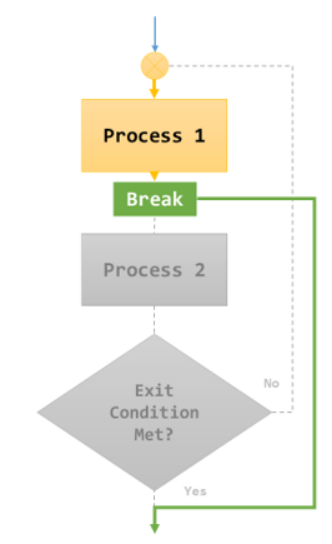 Process 1
Break
Process 2
Exit
Condition
Met?
No
Yes